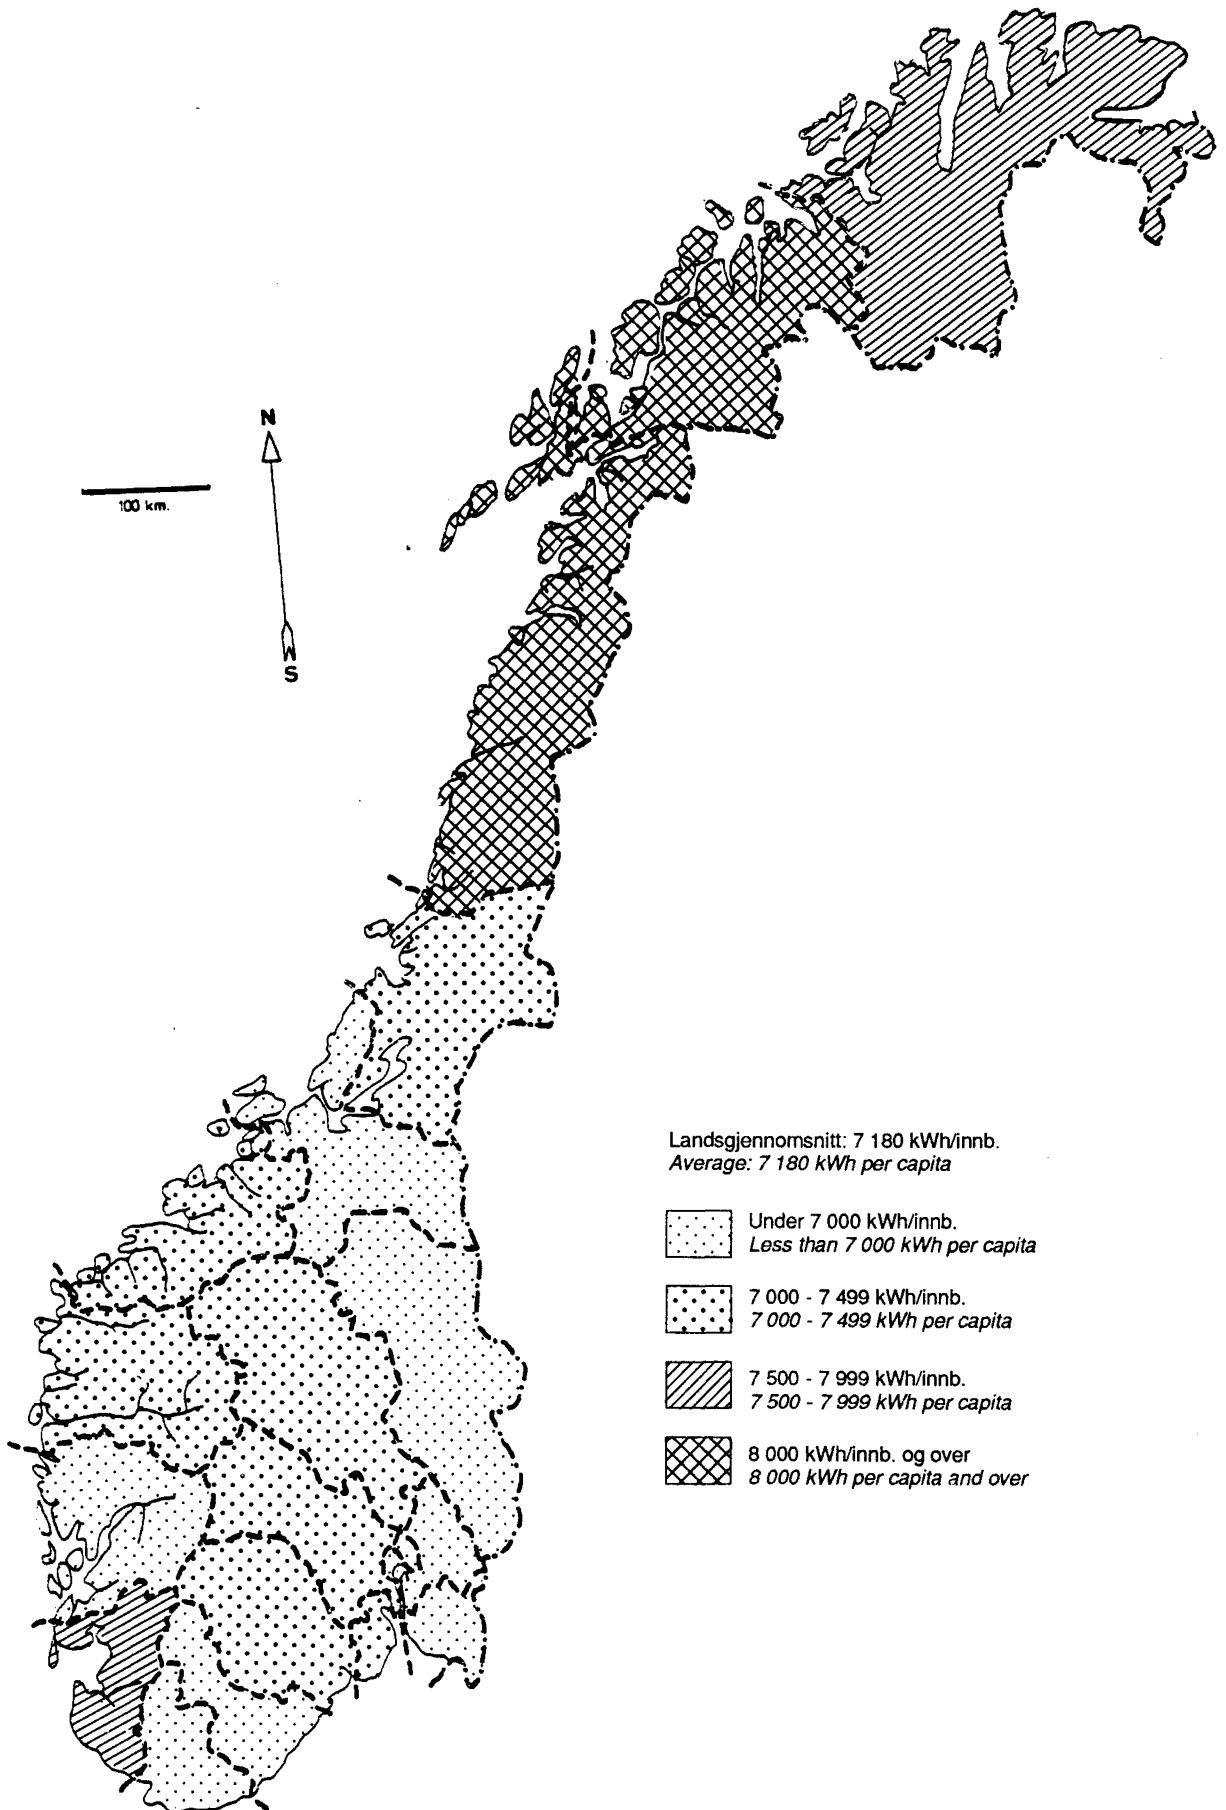 N
100 km.
S
Landsgjennomsnitt: 7 180 kWh/innb.
Average: 7 180 kWh per capita
Under 7 000 kWh/innb.
Less than 7 000 kWh per capita
7 000 - 7 499 kWh/innb.
7 000 - 7 499 kWh per capita
7 500 - 7 999 kWh/innb.
7 500 - 7 999 kWh per capita
8 000 kWh/innb. og over
8 000 kWh per capita and over